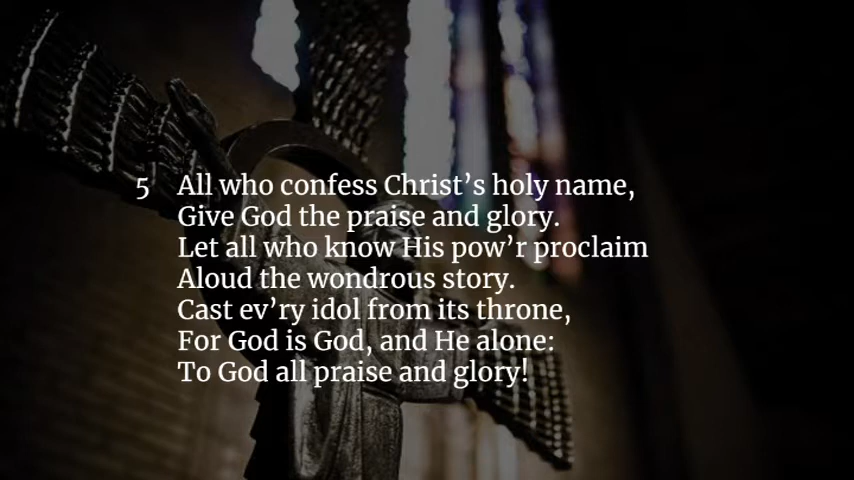 5 All who confess Christ’s holy name,
Give God the praise and glory.
Let all who know His pow’r proclaim
Aloud the wondrous story.
Cast ev’ry idol from its throne,
For God is God, and He alone:
To God all praise and glory!